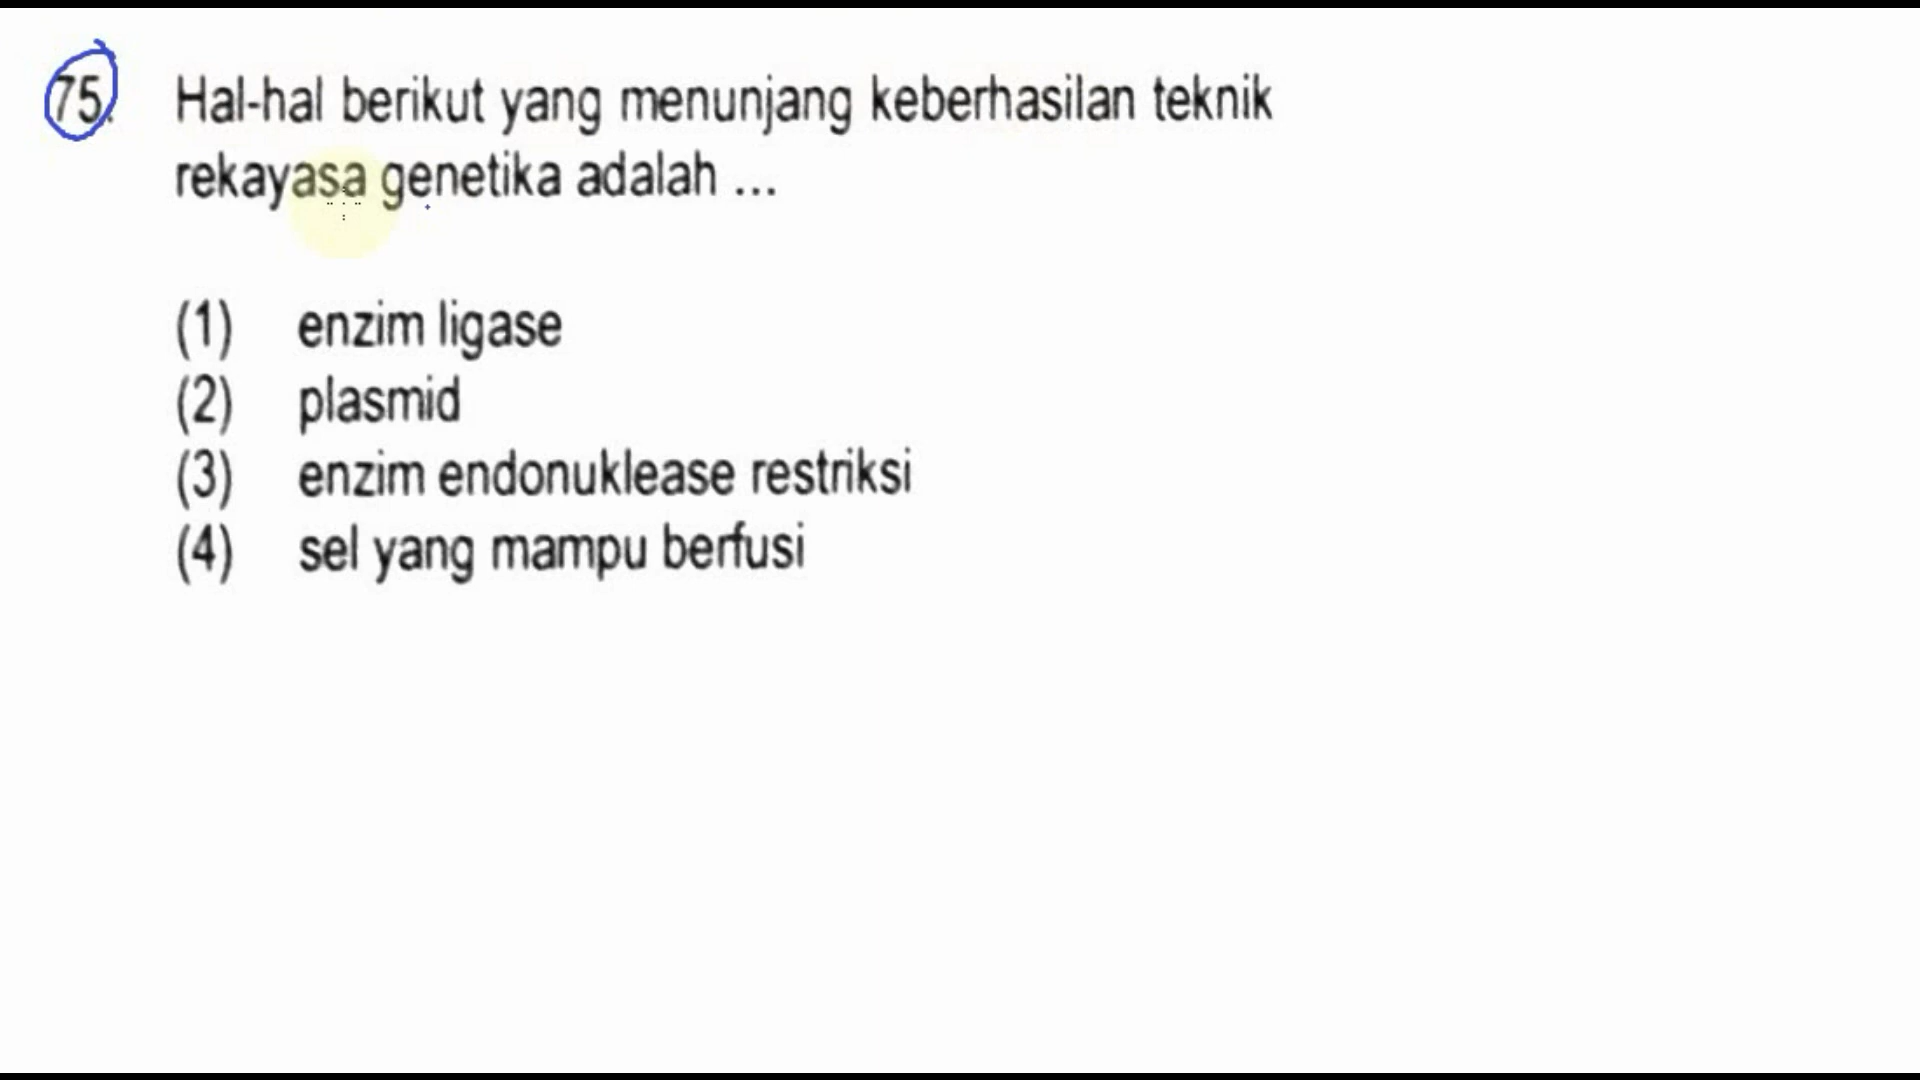 75. Hal-hal berikut yang menunjang keberhasilan teknik
rekayasa genetika adalah ...
(1) enzim ligase
(2) plasmid
(3) enzim endonuklease restriksi
(4) sel yang mampu berfusi